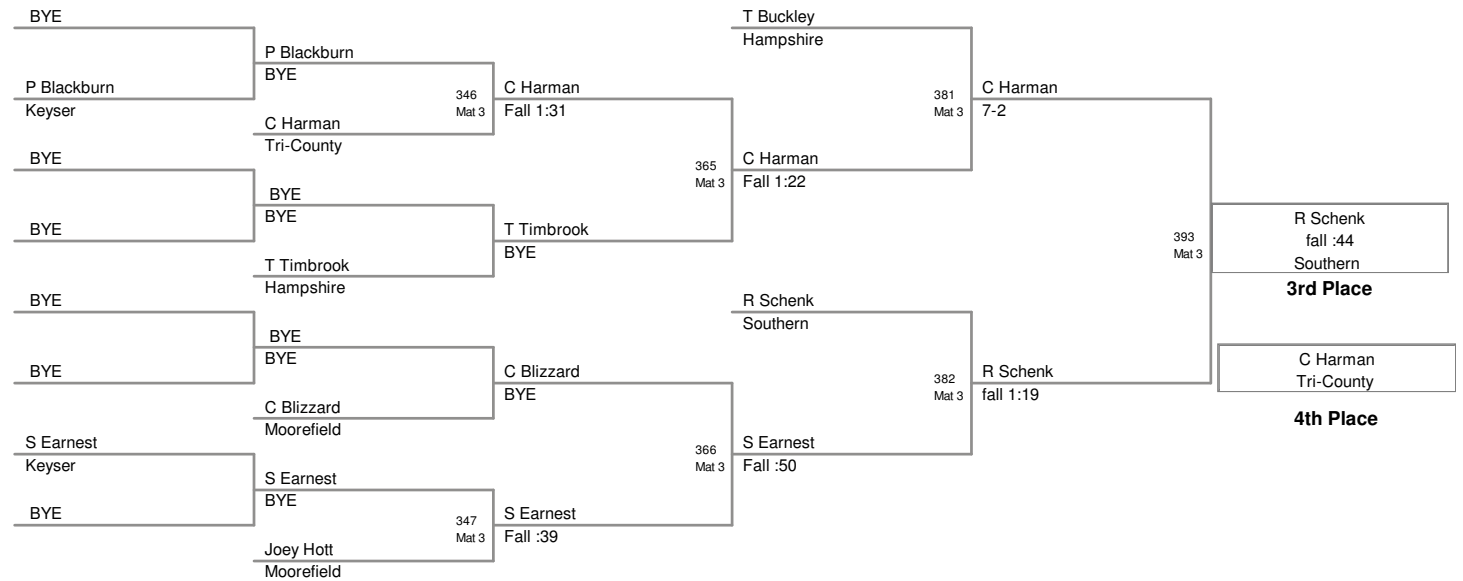 BYE
P Blackburn
Keyser
BYE
BYE
BYE
BYE
S Earnest
Keyser
BYE
P Blackburn
BYE
346
Mat 3
C Harman
Tri-County
BYE
BYE
T Timbrook
Hampshire
BYE
BYE
C Blizzard
Moorefield
S Earnest
BYE
347
Mat 3
Joey Hott
Moorefield
C Harman
Fall 1:31
365
Mat 3
T Timbrook
BYE
C Blizzard
BYE
366
Mat 3
S Earnest
Fall :39
T Buckley
Hampshire
381
Mat 3
C Harman
Fall 1:22
R Schenk
Southern
382
Mat 3
S Earnest
Fall :50
C Harman
7-2
393
Mat 3
R Schenk
fall 1:19
R Schenk
fall :44
Southern
3rd Place
C Harman
Tri-County
4th Place